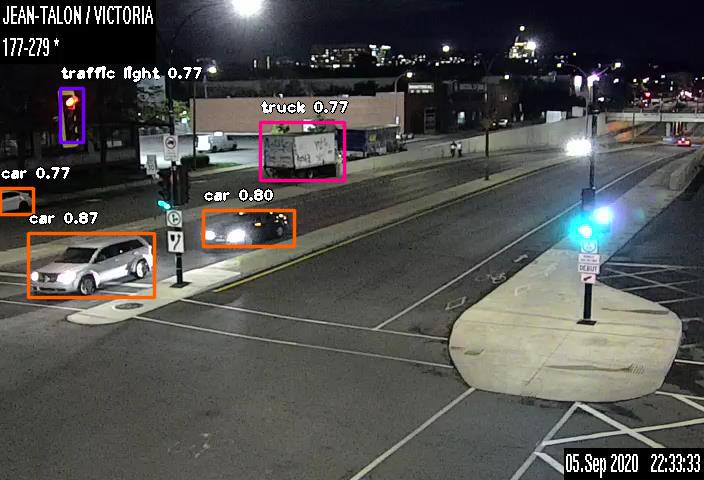 JEAN-TALON / VICTORIA
177-279 *
traffic light 0.77
truck 0.77
car 0.77
car 0.80
car 0.87
DÉBUT
05.Sep 2020 22:33:33